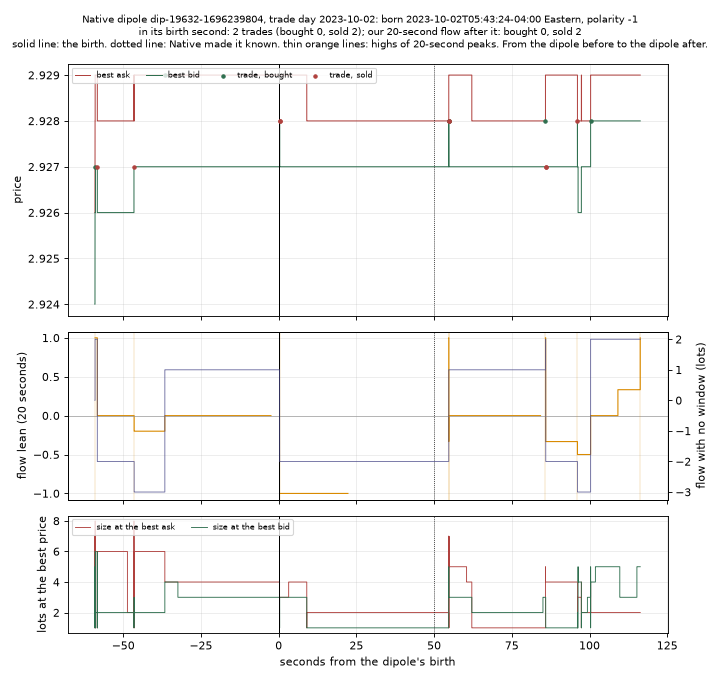 Native dipole dip-19632-1696239804, trade day 2023-10-02: born 2023-10-02T05:43:24-04:00 Eastern, polarity -1
in its birth second: 2 trades (bought 0, sold 2); our 20-second flow after it: bought 0, sold 2
solid line: the birth. dotted line: Native made it known. thin orange lines: highs of 20-second peaks. From the dipole before to the dipole after.
best ask
best bid
trade, bought
trade, sold
2.929
2.928
2.927
2.926
2.925
2.924
price
1.0
0.5
0.0
−0.5
−1.0
flow lean (20 seconds)
2
1
0
−1
−2
−3
flow with no window (lots)
size at the best ask
size at the best bid
8
6
4
2
lots at the best price
−50
−25
0
25
50
75
100
125
seconds from the dipole's birth